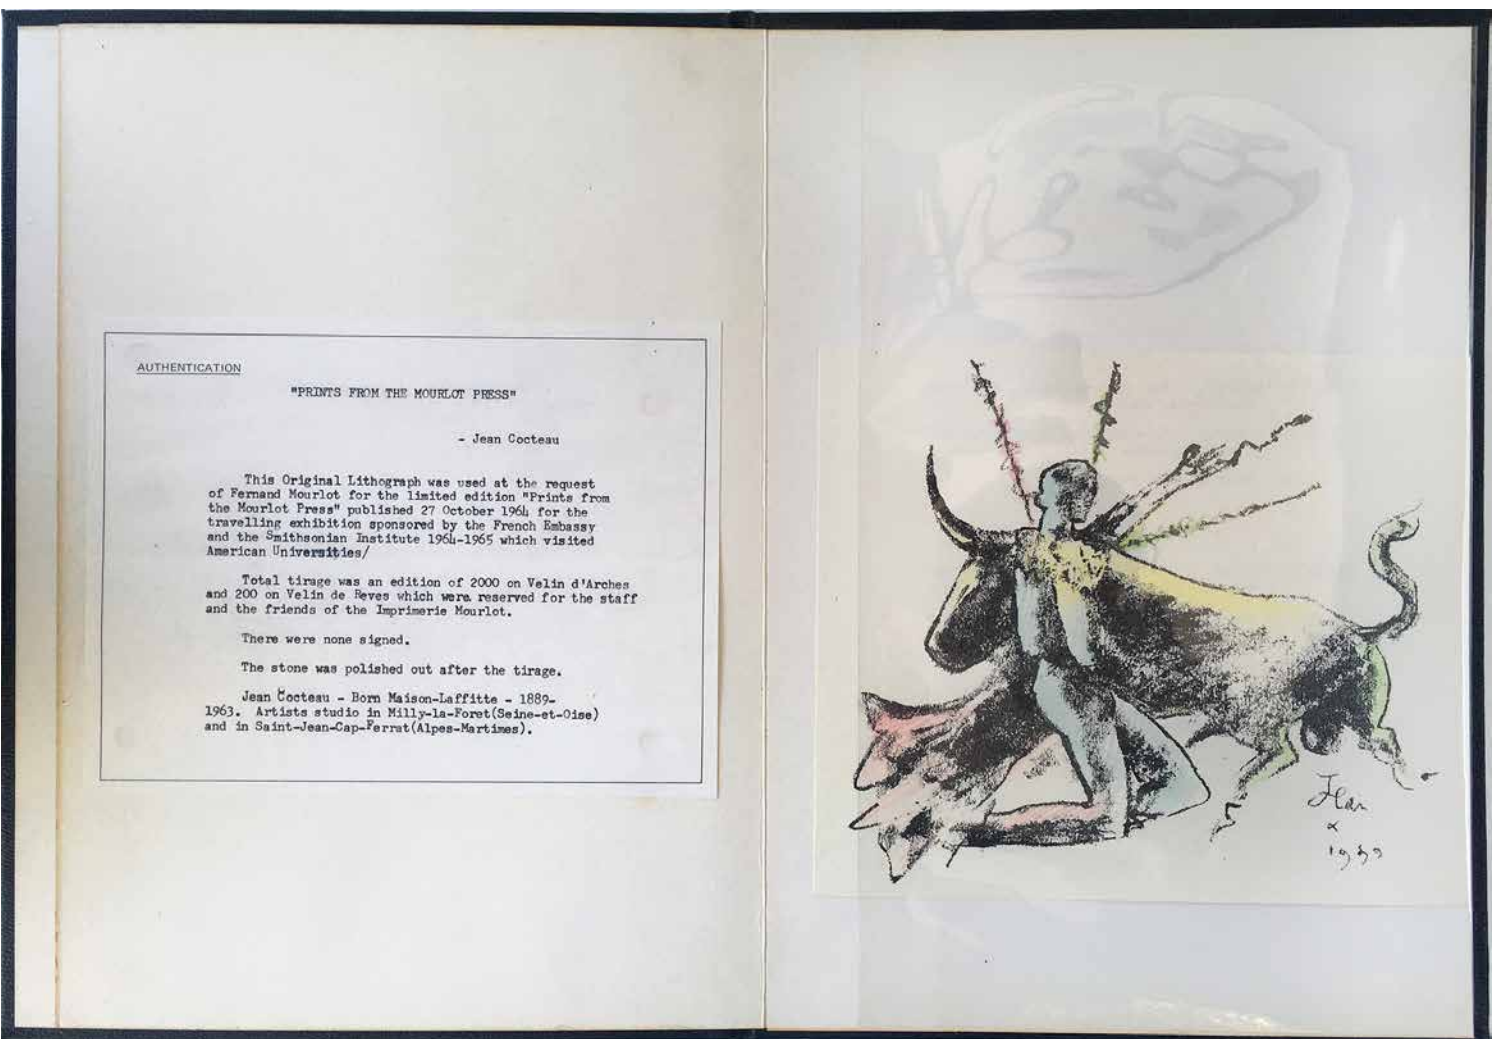 AUTHENTICATION
"PRINTS FROM THE MOURLOT PRESS"
- Jean Cocteau
This Original Lithograph was used at the request
of Fernand Mourlot for the limited edition "Prints from
the Mourlot Press" published 27 October 1964 for the
travelling exhibition sponsored by the French Embassy
and the Smithsonian Institute 1964-1965 which visited
American Universities/
Total tirage was an edition of 2000 on Velin d'Arches
and 200 on Velin de Reves which were reserved for the staff
and the friends of the Imprimerie Mourlot.
There were none signed.
The stone was polished out after the tirage.
Jean Cocteau - Born Maison-Laffitte - 1889-
1963. Artists studio in Milly-la-Foret(Seine-et-Oise)
and in Saint-Jean-Cap-Ferrat(Alpes-Martimes).
Jean